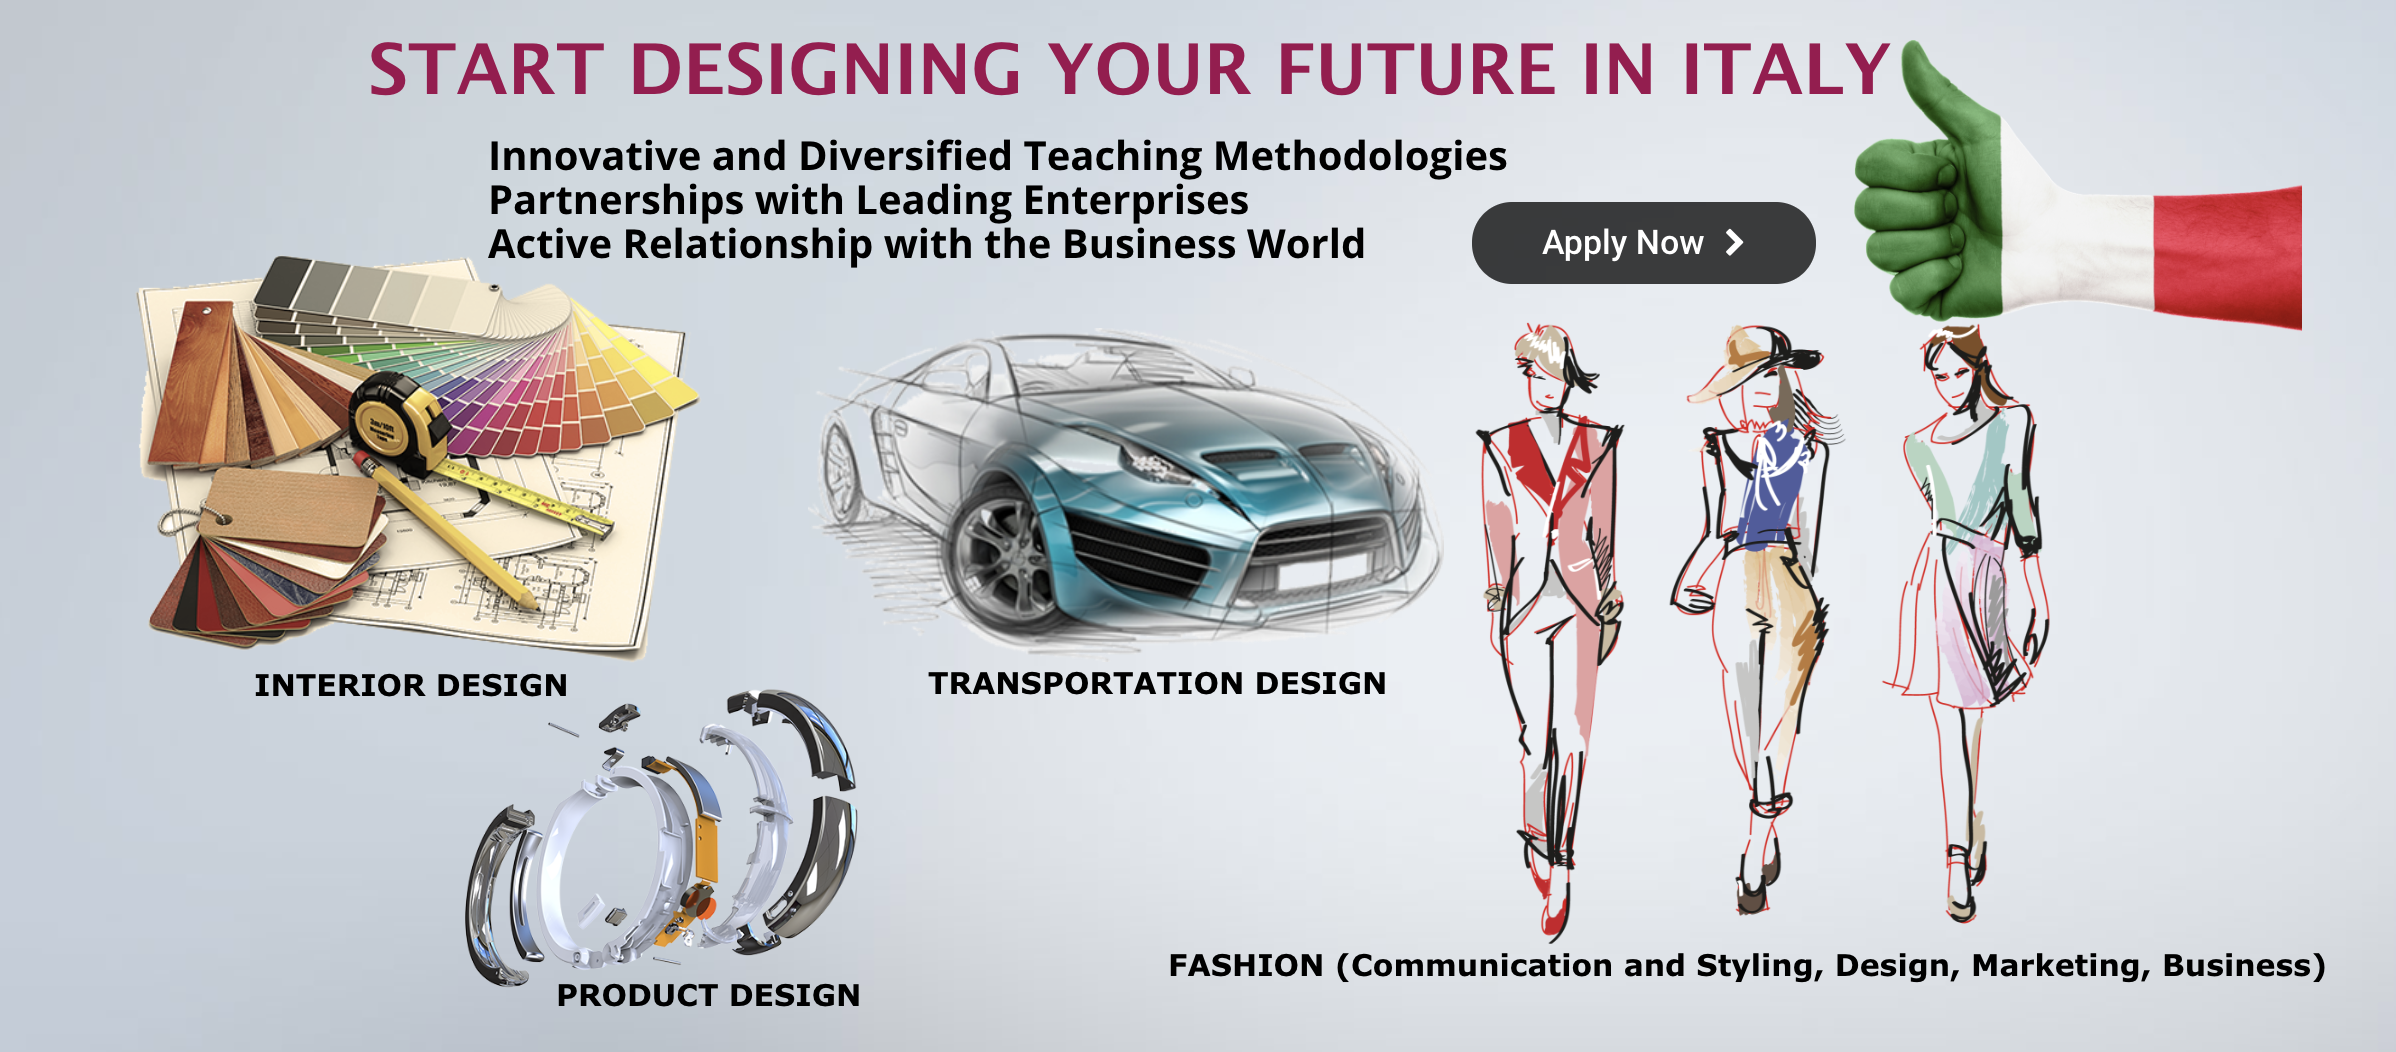 START DESIGNING YOUR FUTURE IN ITALY
Innovative and Diversified Teaching Methodologies
Partnerships with Leading Enterprises
Active Relationship with the Business World
Apply Now
INTERIOR DESIGN
TRANSPORTATION DESIGN
PRODUCT DESIGN
FASHION (Communication and Styling, Design, Marketing, Business)